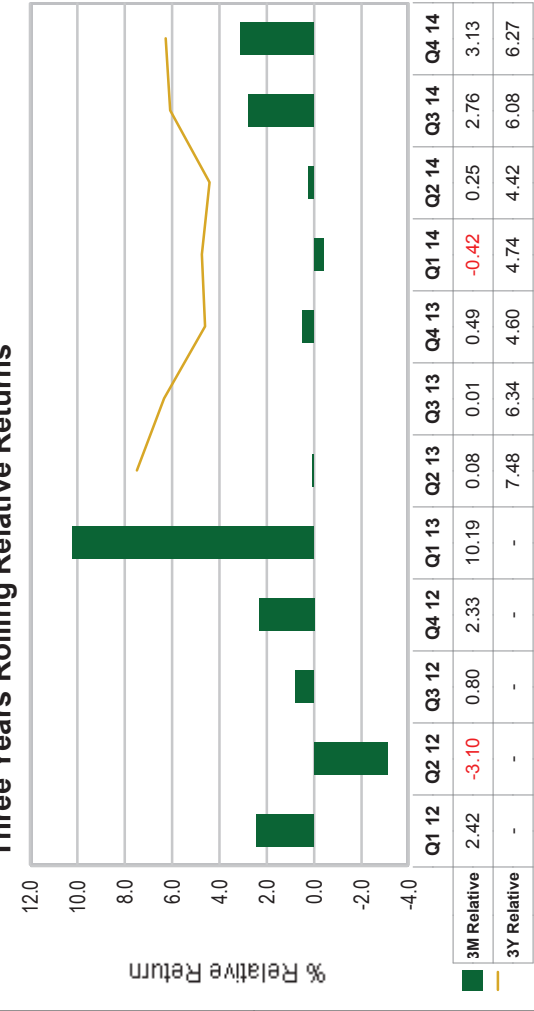 Three Years Rolling Relative Returns
12.0
10.0
8.0
6.0
4.0
2.0
0.0
-2.0
-4.0
% Relative Return
Q1 12 Q2 12 Q3 12 Q4 12 Q1 13 Q2 13 Q3 13 Q4 13 Q1 14 Q2 14 Q3 14 Q4 14
3M Relative 2.42 -3.10 0.80 2.33 10.19 0.08 0.01 0.49 -0.42 0.25 2.76 3.13
3Y Relative - - - - - 7.48 6.34 4.60 4.74 4.42 6.08 6.27